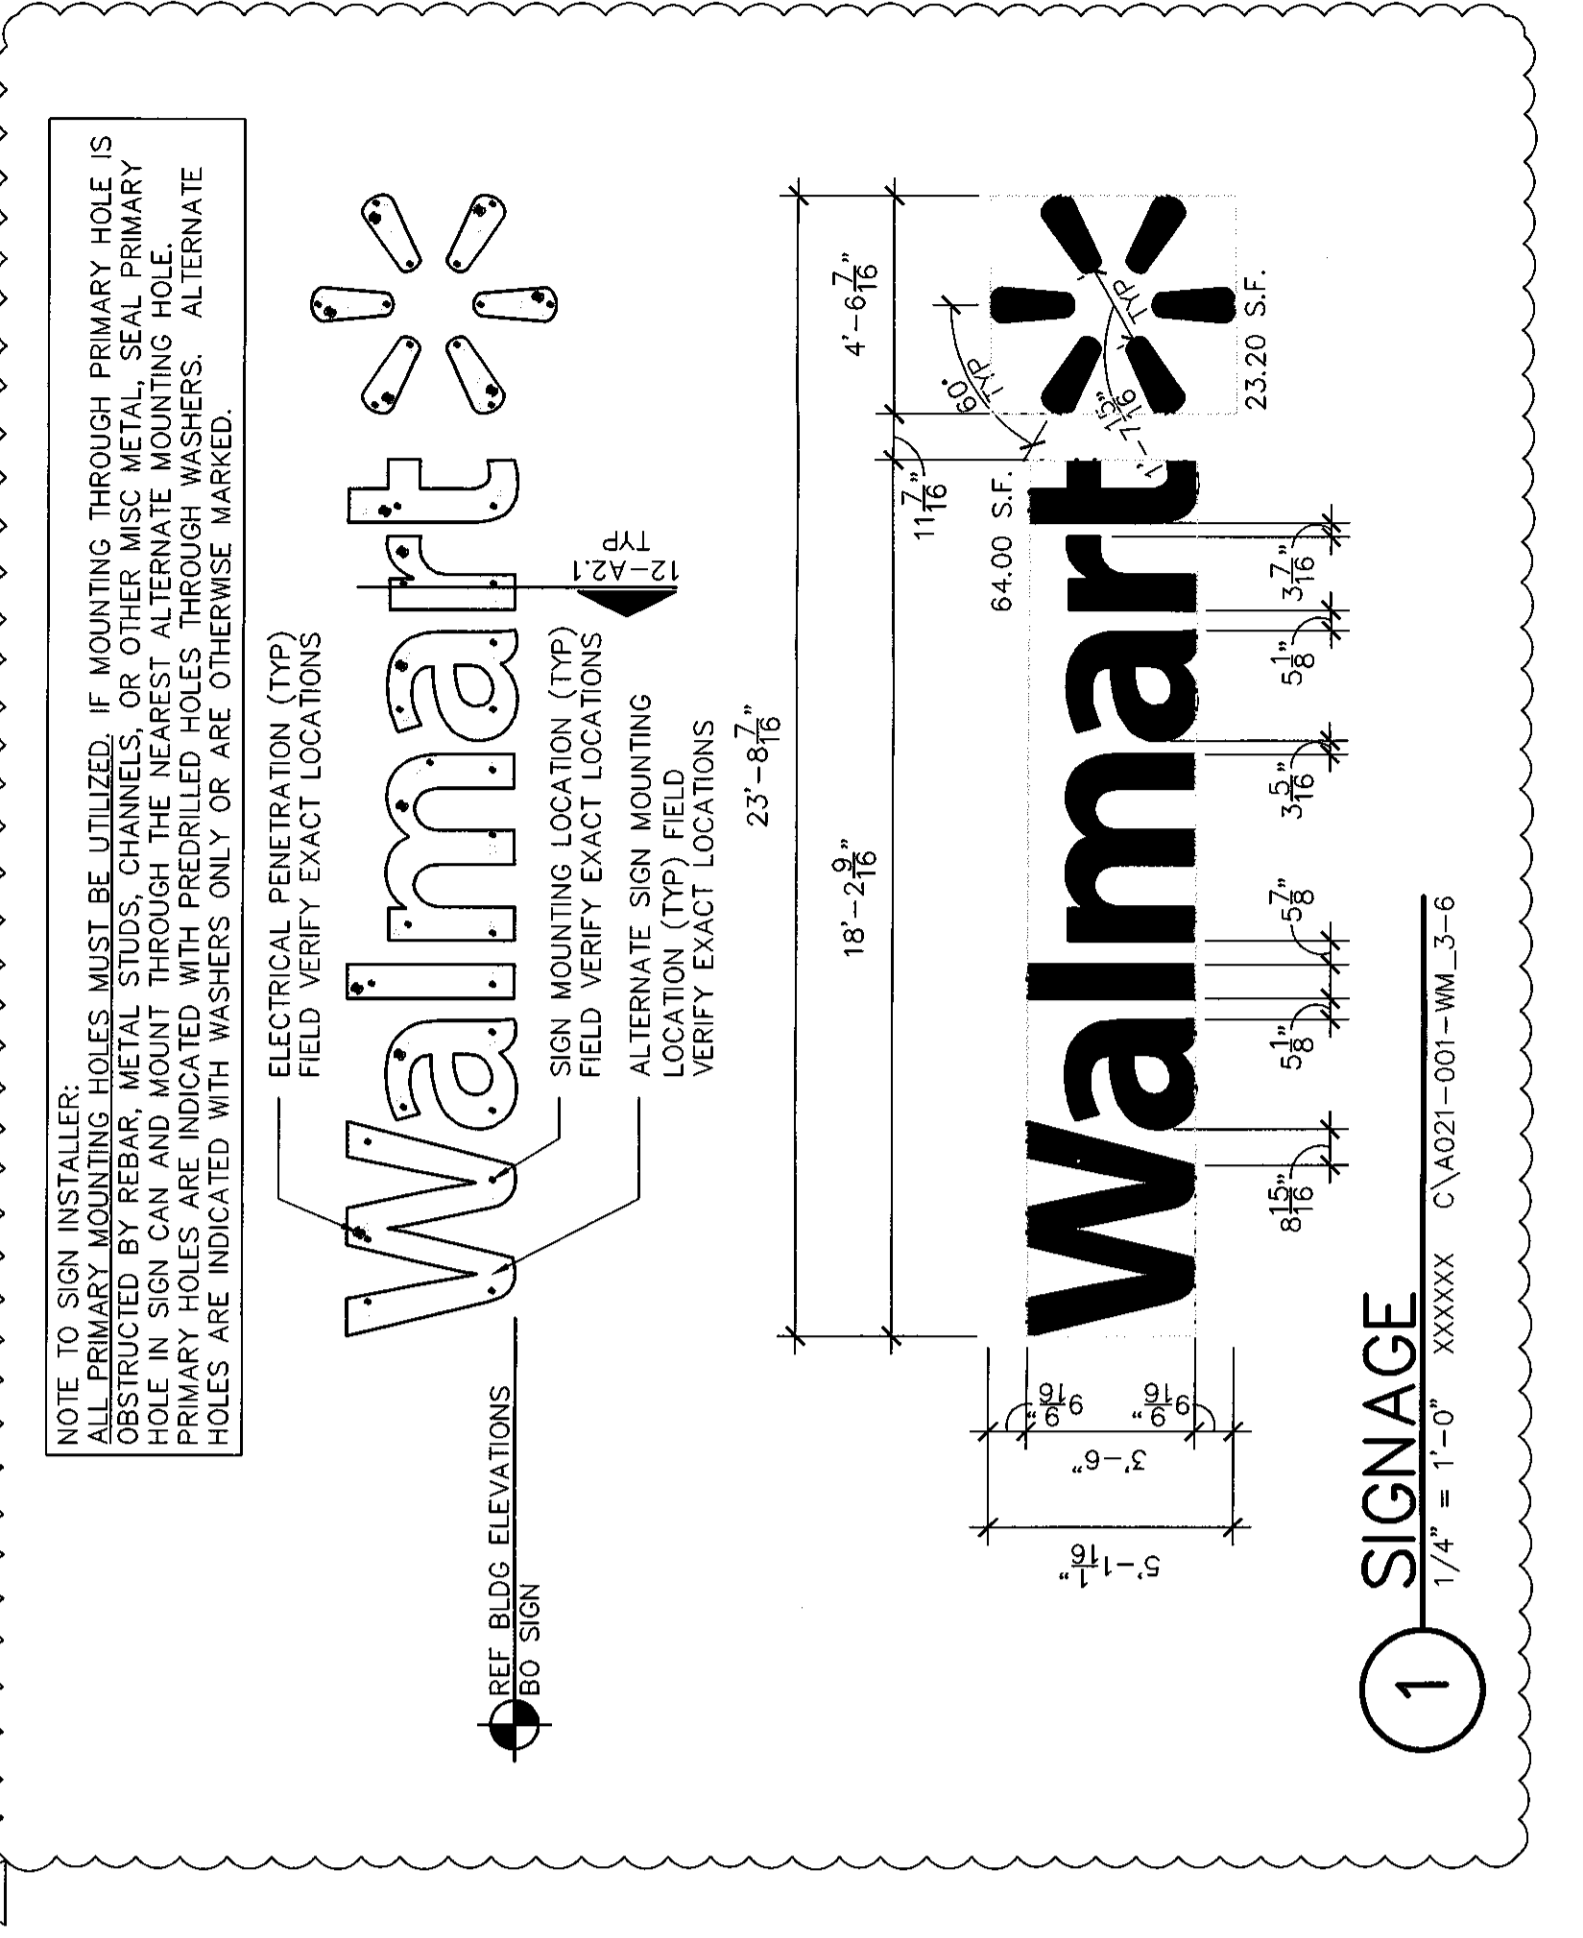 NOTE TO SIGN INSTALLER:
ALL PRIMARY MOUNTING HOLES MUST BE UTILIZED. IF MOUNTING THROUGH PRIMARY HOLE IS
OBSTRUCTED BY REBAR, METAL STUDS, CHANNELS, OR OTHER MISC METAL, SEAL PRIMARY
HOLE IN SIGN CAN AND MOUNT THROUGH THE NEAREST ALTERNATE MOUNTING HOLE.
PRIMARY HOLES ARE INDICATED WITH PREDRILLED HOLES THROUGH WASHERS. ALTERNATE
HOLES ARE INDICATED WITH WASHERS ONLY OR ARE OTHERWISE MARKED.
ELECTRICAL PENETRATION (TYP)
FIELD VERIFY EXACT LOCATIONS
Walmart
12-A2.1
TYP
REF BLDG ELEVATIONS
BO SIGN
SIGN MOUNTING LOCATION (TYP)
FIELD VERIFY EXACT LOCATIONS
ALTERNATE SIGN MOUNTING
LOCATION (TYP) FIELD
VERIFY EXACT LOCATIONS
23'-8 7/16"
18'-2 9/16"
4'-6 7/16"
11 7/16"
60°
TYP
64.00 S.F.
Walmart
1'-7 15/16"
TYP
23.20 S.F.
9 9/16"
3'-6"
9 9/16"
5'-1 1/16"
8 15/16"
5 1/8"
5 7/8"
3 5/16"
5 1/8"
3 7/16"
1
SIGNAGE
1/4" = 1'-0" XXXXXX C\A021-001-WM_3-6